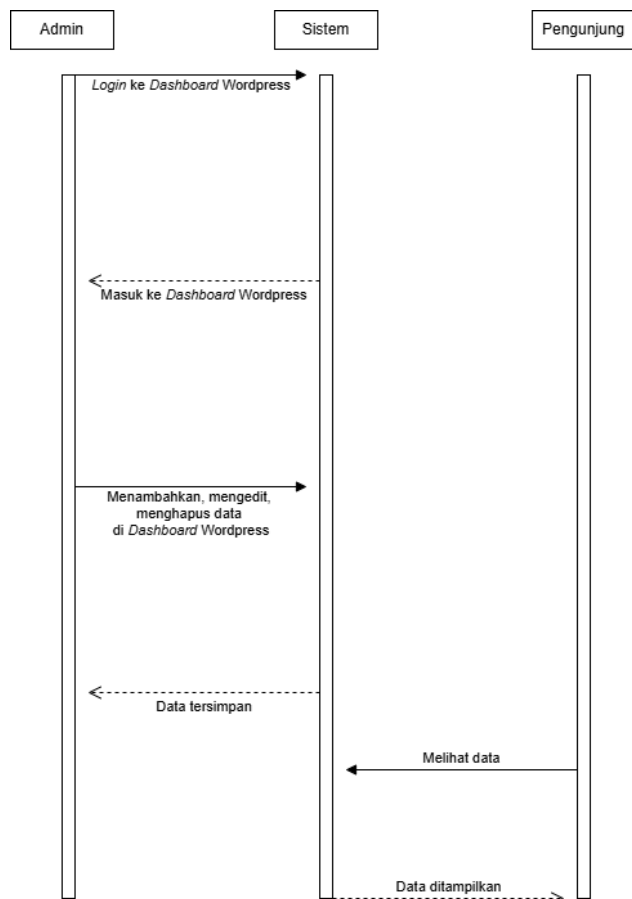 Admin
Sistem
Pengunjung
Login ke Dashboard Wordpress
Masuk ke Dashboard Wordpress
Menambahkan, mengedit,
menghapus data
di Dashboard Wordpress
Data tersimpan
Melihat data
Data ditampilkan